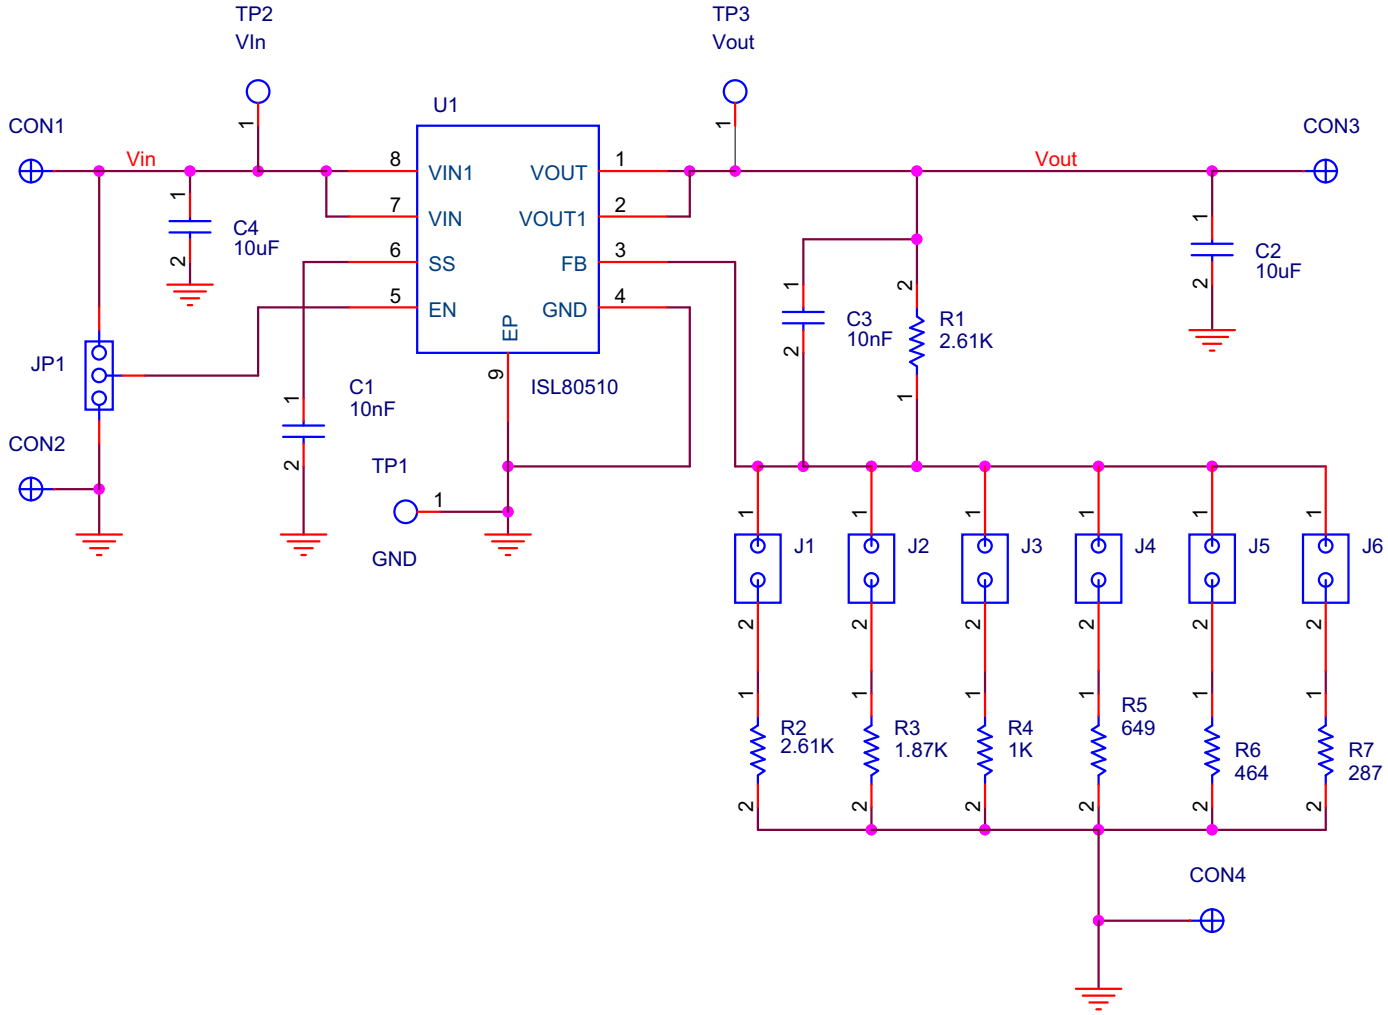 TP2
VIn
TP3
Vout
U1
CON1
CON3
1
1
Vin
Vout
8
VIN1
VOUT
1
7
VIN
VOUT1
2
6
SS
FB
3
5
EN
GND
4
EP
9
ISL80510
1
C4
10uF
2
1
C2
10uF
2
1
C3
10nF
2
2
R1
2.61K
1
JP1
C1
10nF
1
2
CON2
TP1
1
GND
1
J1
1
J2
1
J3
1
J4
1
J5
1
J6
2
2
2
2
2
2
1
R2
2.61K
2
1
R3
1.87K
2
1
R4
1K
2
1
R5
649
2
1
R6
464
2
1
R7
287
2
CON4